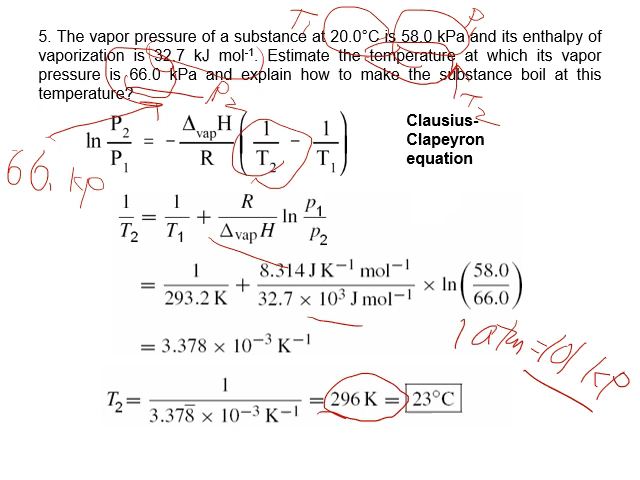 5. The vapor pressure of a substance at 20.0°C is 58.0 kPa and its enthalpy of
vaporization is 32.7 kJ mol⁻¹. Estimate the temperature at which its vapor
pressure is 66.0 kPa and explain how to make the substance boil at this
temperature?
T₁
P
P₂
T₂
ln P₂/P₁ = − ΔvapH/R (1/T₂ − 1/T₁)
Clausius-
Clapeyron
equation
66. kp
1/T₂ = 1/T₁ + R/ΔvapH ln P₁/P₂
= 1/293.2 K + 8.314 J K⁻¹ mol⁻¹/32.7 × 10³ J mol⁻¹ × ln(58.0/66.0)
= 3.378 × 10⁻³ K⁻¹
1 atm = 101 kp
T₂ = 1/3.378̅ × 10⁻³ K⁻¹ = 296 K = 23°C